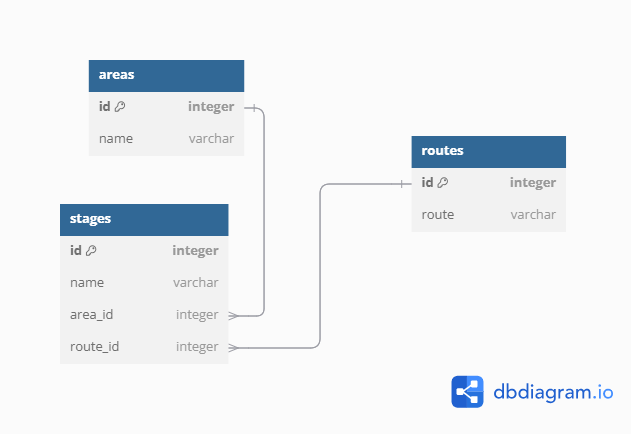 areas
id integer
name varchar
routes
id integer
route varchar
stages
id integer
name varchar
area_id integer
route_id integer
dbdiagram.io